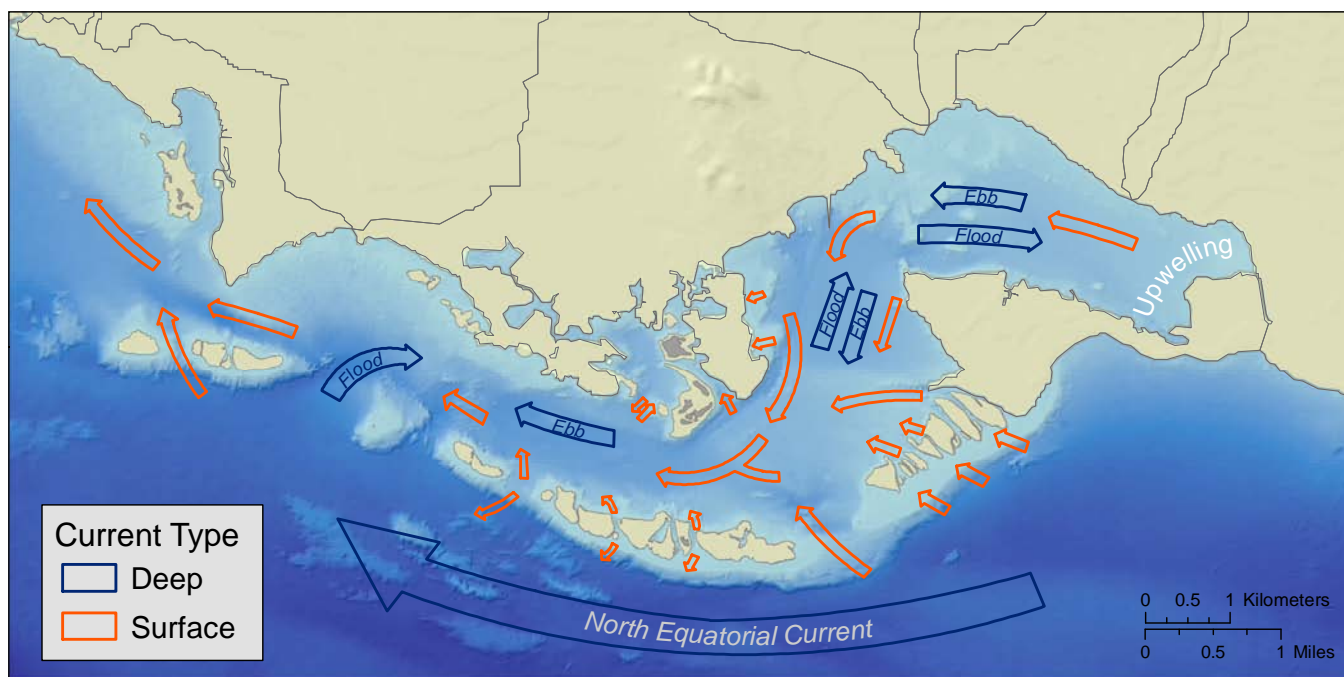 Ebb
Flood
Upwelling
Flood
Ebb
Flood
Ebb
North Equatorial Current
Current Type
Deep
Surface
0 0.5 1 Kilometers
0 0.5 1 Miles